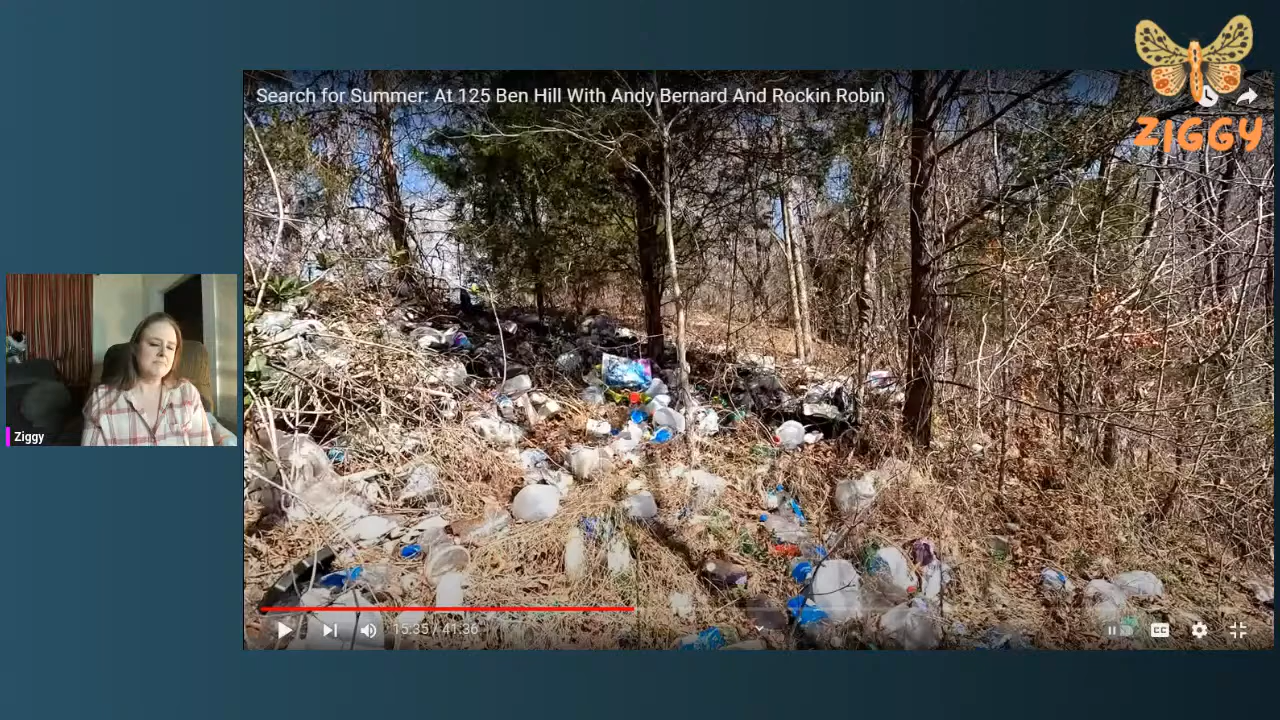 Search for Summer: At 125 Ben Hill With Andy Bernard And Rockin Robin
ZIGGY
Ziggy
15:35 / 41:36
CC